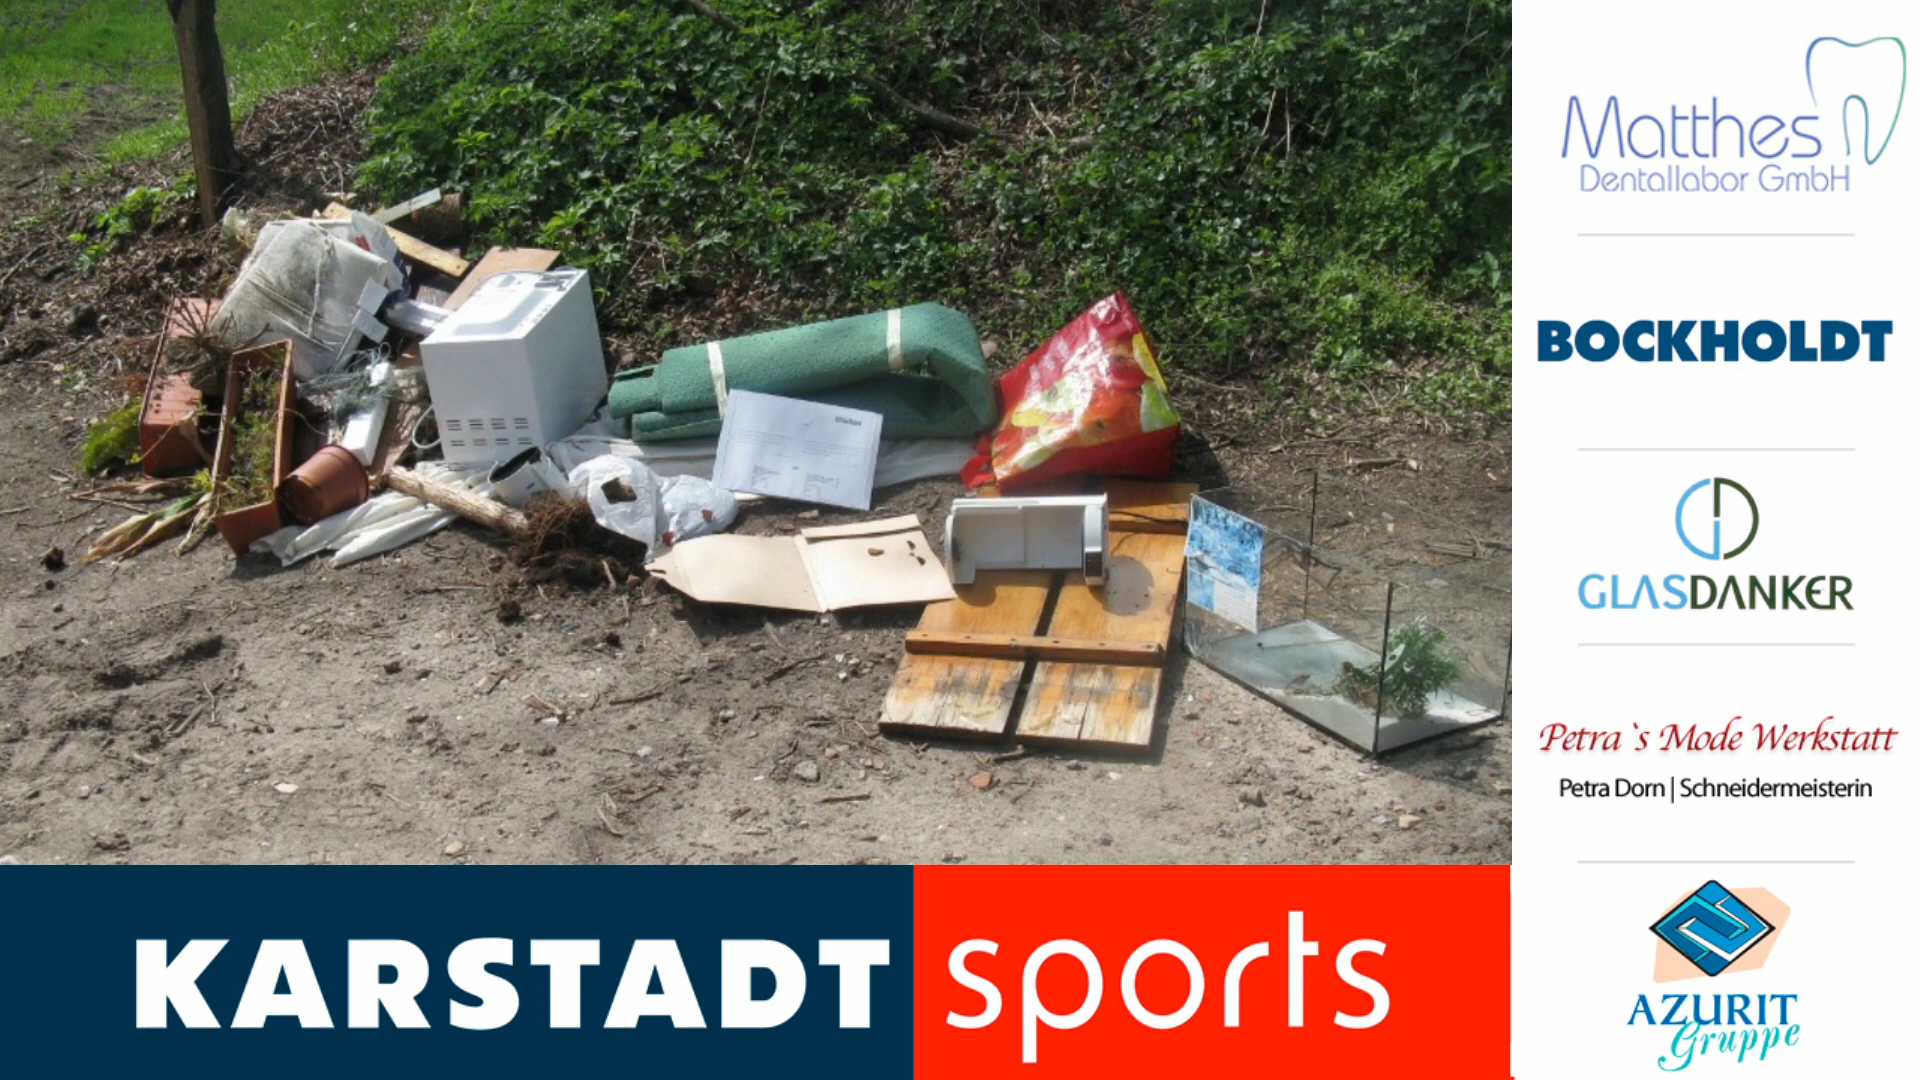 Matthes
Dentallabor GmbH
BOCKHOLDT
GLASDANKER
Petra`s Mode Werkstatt
Petra Dorn | Schneidermeisterin
AZURIT
Gruppe
KARSTADT sports